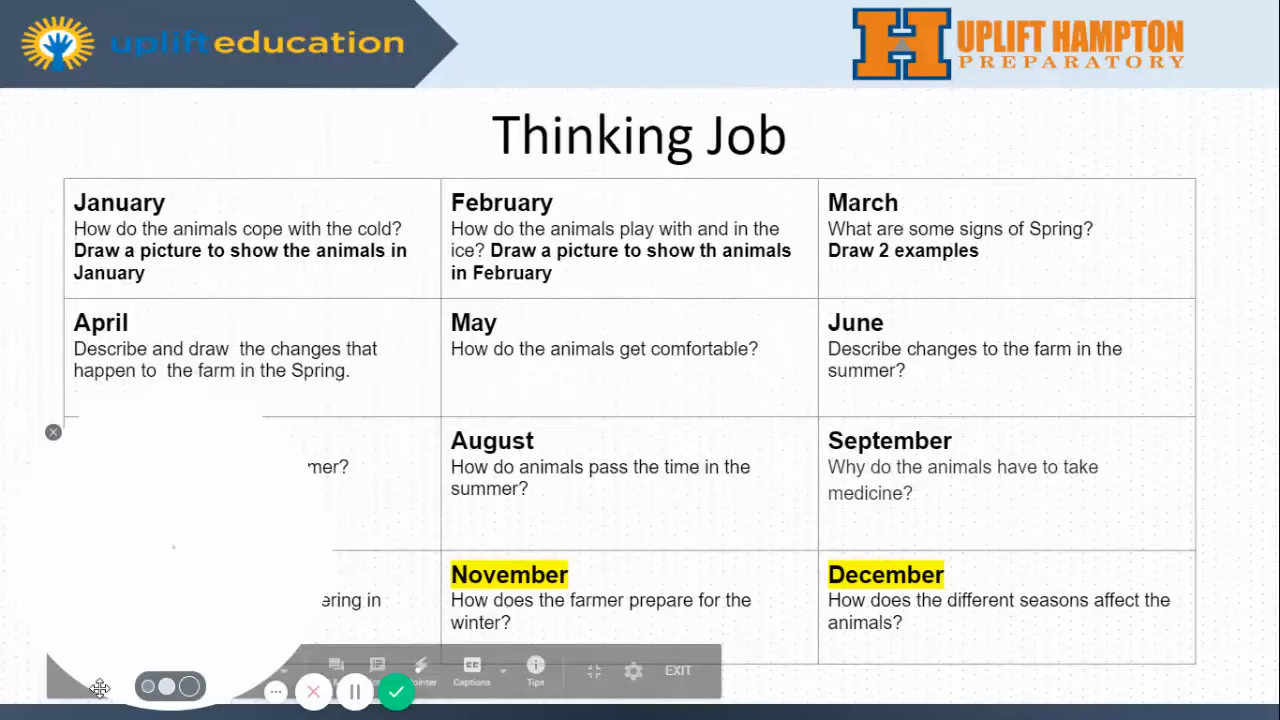 uplifteducation
UPLIFT HAMPTON
PREPARATORY
Thinking Job
January
How do the animals cope with the cold?
Draw a picture to show the animals in
January
February
How do the animals play with and in the
ice? Draw a picture to show th animals
in February
March
What are some signs of Spring?
Draw 2 examples
April
Describe and draw  the changes that
happen to  the farm in the Spring.
May
How do the animals get comfortable?
June
Describe changes to the farm in the
summer?
mer?
August
How do animals pass the time in the
summer?
September
Why do the animals have to take
medicine?
ering in
November
How does the farmer prepare for the
winter?
December
How does the different seasons affect the
animals?
Captions
Tips
EXIT